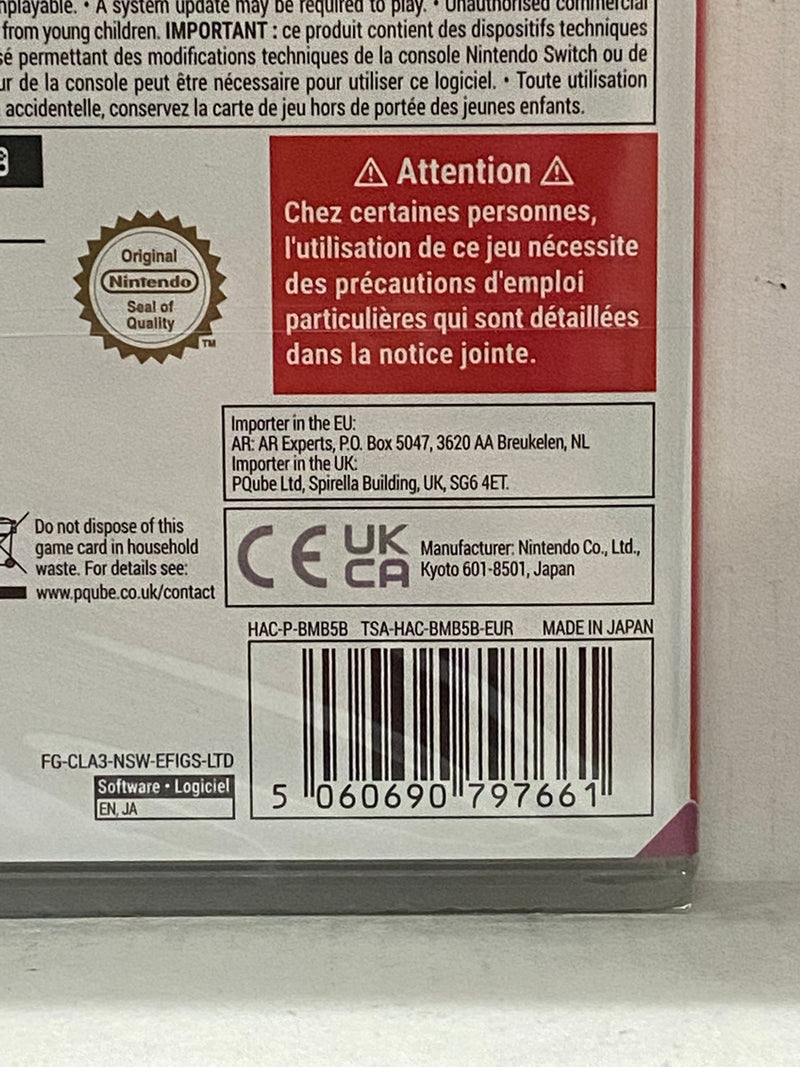 playable. • A system update may be required to play. • Unauthorised commercial
from young children. IMPORTANT : ce produit contient des dispositifs techniques
permettant des modifications techniques de la console Nintendo Switch ou de
de la console peut être nécessaire pour utiliser ce logiciel. • Toute utilisation
accidentelle, conservez la carte de jeu hors de portée des jeunes enfants.
⚠ Attention ⚠
Chez certaines personnes,
l'utilisation de ce jeu nécessite
des précautions d'emploi
particulières qui sont détaillées
dans la notice jointe.
Original
Nintendo
Seal of
Quality
TM
Importer in the EU:
AR: AR Experts, P.O. Box 5047, 3620 AA Breukelen, NL
Importer in the UK:
PQube Ltd, Spirella Building, UK, SG6 4ET.
Do not dispose of this
game card in household
waste. For details see:
www.pqube.co.uk/contact
CE UK
CA
Manufacturer: Nintendo Co., Ltd.,
Kyoto 601-8501, Japan
HAC-P-BMB5B TSA-HAC-BMB5B-EUR MADE IN JAPAN
FG-CLA3-NSW-EFIGS-LTD
Software • Logiciel
EN, JA
5 060690 797661